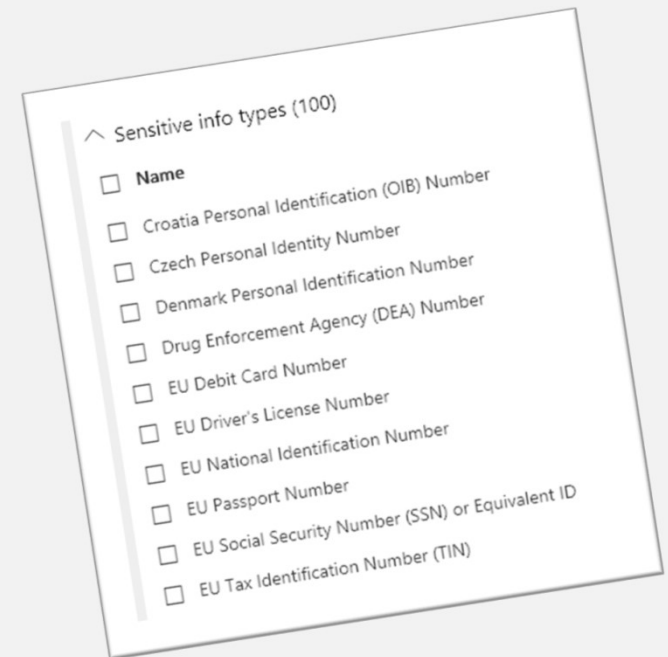 Sensitive info types (100)
Name
Croatia Personal Identification (OIB) Number
Czech Personal Identity Number
Denmark Personal Identification Number
Drug Enforcement Agency (DEA) Number
EU Debit Card Number
EU Driver's License Number
EU National Identification Number
EU Passport Number
EU Social Security Number (SSN) or Equivalent ID
EU Tax Identification Number (TIN)